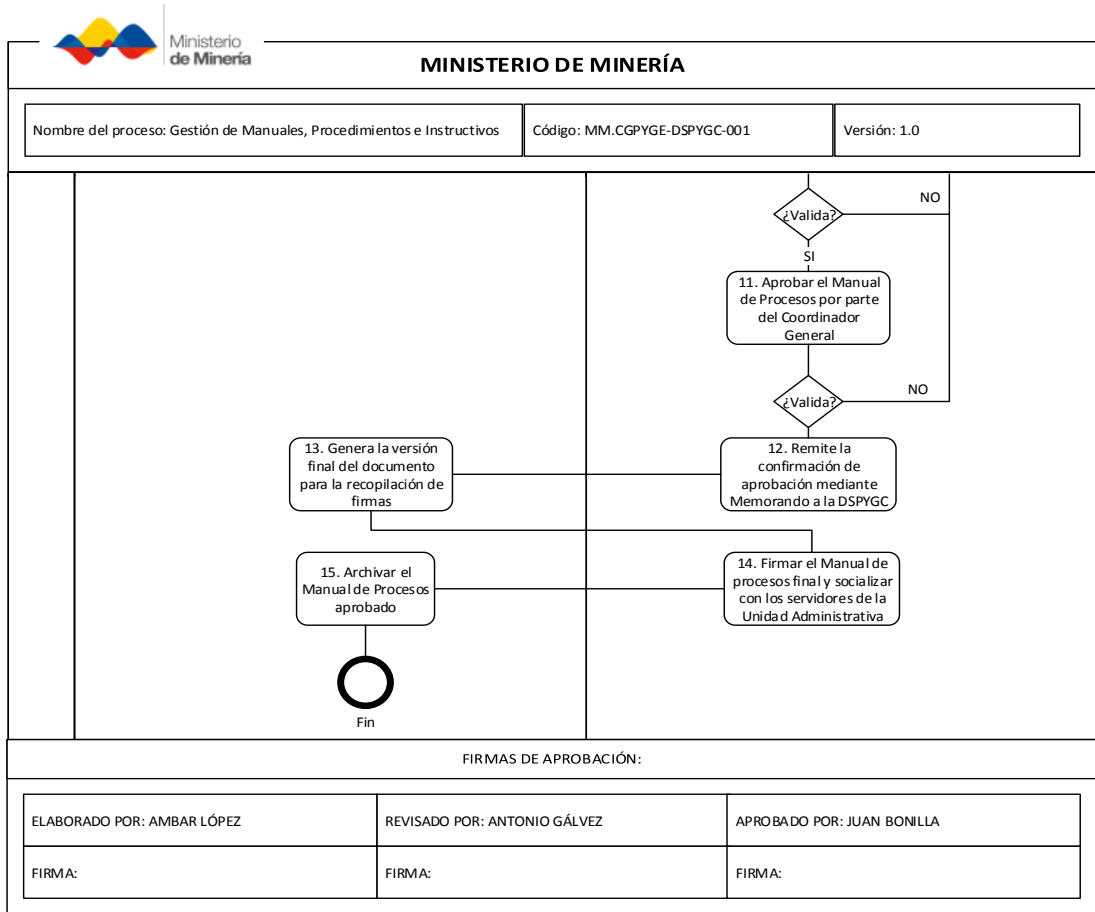 Ministerio
de Minería
MINISTERIO DE MINERÍA
Nombre del proceso: Gestión de Manuales, Procedimientos e Instructivos
Código: MM.CGPYGE-DSPYGC-001
Versión: 1.0
¿Valida?
NO
SI
11. Aprobar el Manual
de Procesos por parte
del Coordinador
General
¿Valida?
NO
13. Genera la versión
final del documento
para la recopilación de
firmas
12. Remite la
confirmación de
aprobación mediante
Memorando a la DSPYGC
15. Archivar el
Manual de Procesos
aprobado
14. Firmar el Manual de
procesos final y socializar
con los servidores de la
Unidad Administrativa
Fin
FIRMAS DE APROBACIÓN:
ELABORADO POR: AMBAR LÓPEZ
REVISADO POR: ANTONIO GÁLVEZ
APROBADO POR: JUAN BONILLA
FIRMA:
FIRMA:
FIRMA: